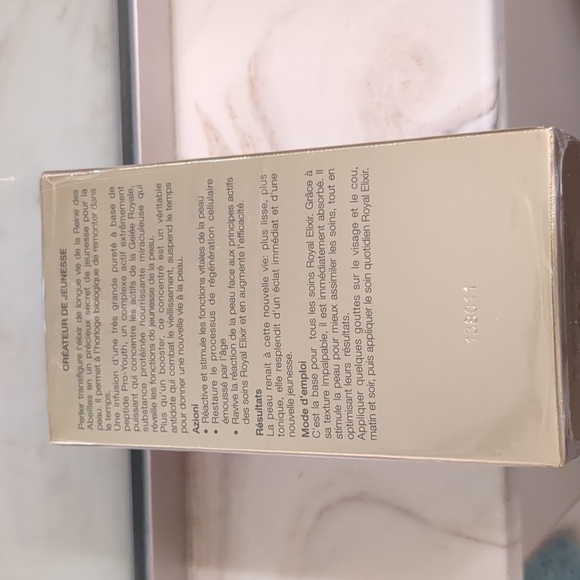 CRÉATEUR DE JEUNESSE
Perler transfigure l'élixir de longue vie de la Reine des
Abeilles en un précieux secret de jeunesse pour la
peau. Il permet à l'horloge biologique de remonter dans
le temps.
Une infusion d'une très grande pureté à base de
peptide Pro-Youth, un complexe actif extrêmement
puissant qui concentre les actifs de la Gelée Royale,
substance protéinée nourrissante miraculeuse qui
réveille les fonctions de jeunesse de la peau.
Plus qu'un booster, ce concentré est un véritable
antidote qui combat le vieillissement, suspend le temps
pour donner une nouvelle vie à la peau.
Azioni
• Réactive et stimule les fonctions vitales de la peau
• Restaure le processus de régénération cellulaire
émoussé par l'âge
• Ravive la réaction de la peau face aux principes actifs
des soins Royal Elixir et en augmente l'efficacité.
Résultats
La peau renait à cette nouvelle vie: plus lisse, plus
tonique, elle resplendit d'un éclat immédiat et d'une
nouvelle jeunesse.
Mode d'emploi
C'est la base pour tous les soins Royal Elixir. Grâce à
sa texture impalpable, il est immédiatement absorbé. Il
stimule la peau pour mieux assimiler les soins, tout en
optimisant leurs résultats.
Appliquer quelques gouttes sur le visage et le cou,
matin et soir, puis appliquer le soin quotidien Royal Elixir.